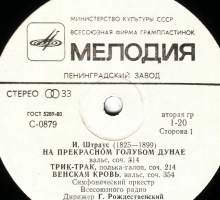 МИНИСТЕРСТВО КУЛЬТУРЫ СССР
ВСЕСОЮЗНАЯ ФИРМА ГРАМПЛАСТИНОК
МЕЛОДИЯ
ЛЕНИНГРАДСКИЙ ЗАВОД
СТЕРЕО 33
ГОСТ 5289-80
С-0879
вторая гр
1-20
Сторона 1
И. Штраус (1825—1899)
НА ПРЕКРАСНОМ ГОЛУБОМ ДУНАЕ
вальс, соч. 314
ТРИК-ТРАК, полька-галоп, соч. 214
ВЕНСКАЯ КРОВЬ, вальс, соч. 354
Симфонический оркестр
Всесоюзного радио
Дирижер Г. Рождественский